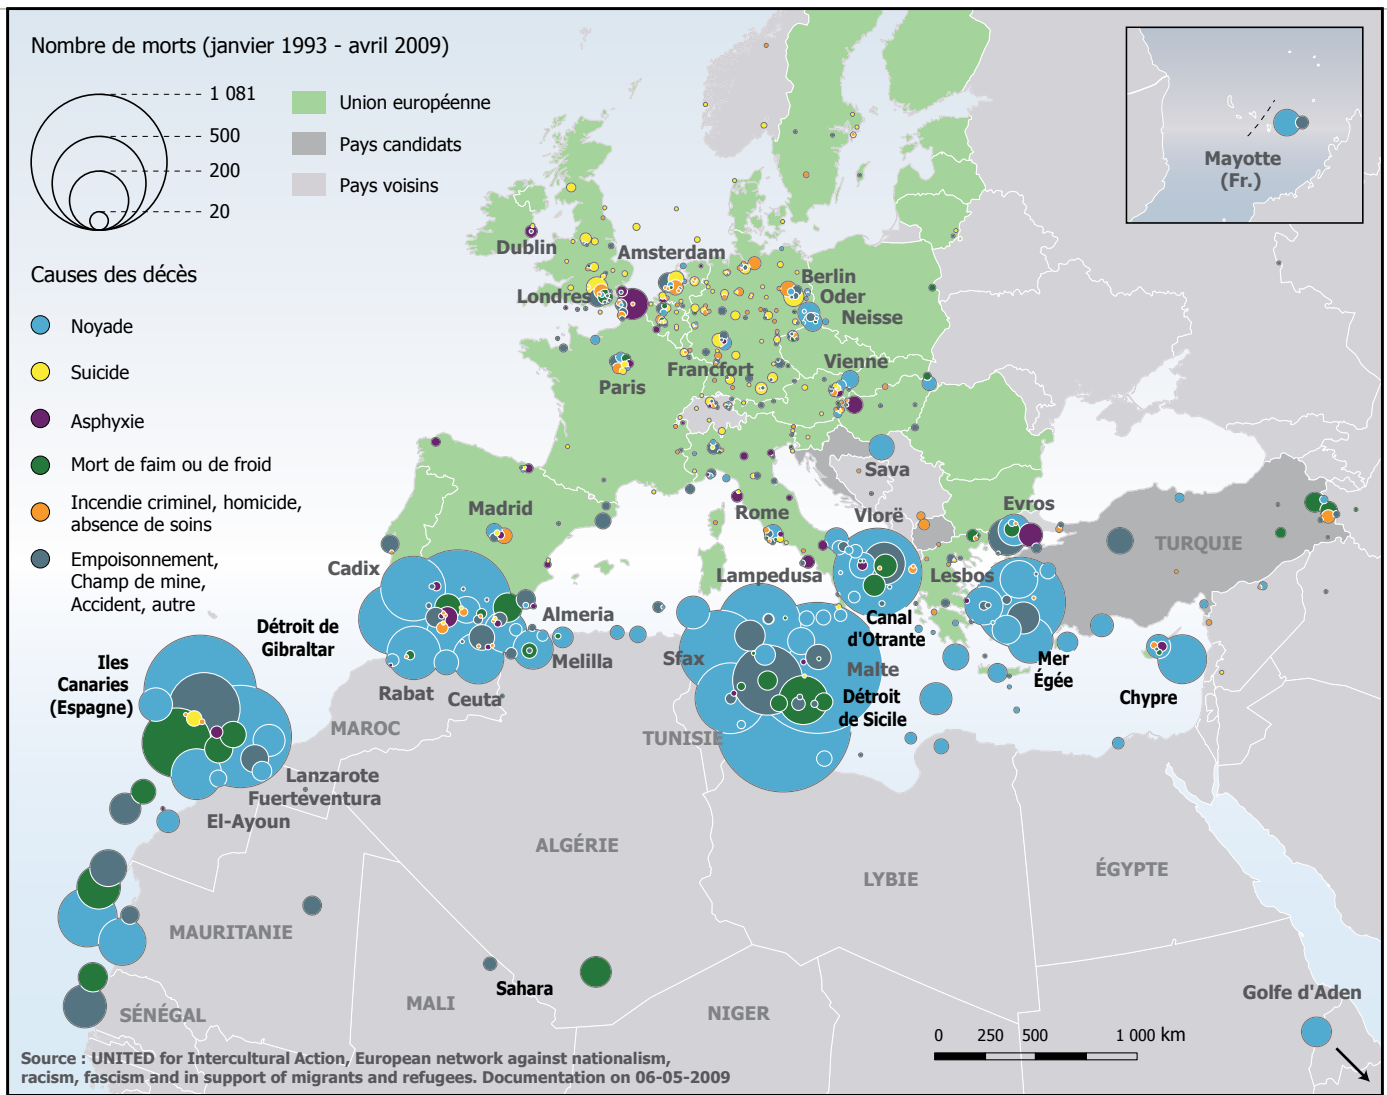 Nombre de morts (janvier 1993 - avril 2009)
1 081
500
200
20
Union européenne
Pays candidats
Pays voisins
Causes des décès
Noyade
Suicide
Asphyxie
Mort de faim ou de froid
Incendie criminel, homicide,
absence de soins
Empoisonnement,
Champ de mine,
Accident, autre
Mayotte
(Fr.)
Dublin
Amsterdam
Londres
Berlin
Oder
Neisse
Paris
Francfort
Vienne
Sava
Madrid
Rome
Vlorë
Evros
TURQUIE
Cadix
Lampedusa
Lesbos
Almeria
Canal
d'Otrante
Détroit de
Gibraltar
Melilla
Sfax
Malte
Mer
Égée
Iles
Canaries
(Espagne)
Rabat
Ceuta
Détroit
de Sicile
Chypre
MAROC
TUNISIE
Lanzarote
Fuerteventura
El-Ayoun
ALGÉRIE
LYBIE
ÉGYPTE
MAURITANIE
Sahara
SÉNÉGAL
MALI
NIGER
Golfe d'Aden
0 250 500 1 000 km
Source : UNITED for Intercultural Action, European network against nationalism,
racism, fascism and in support of migrants and refugees. Documentation on 06-05-2009